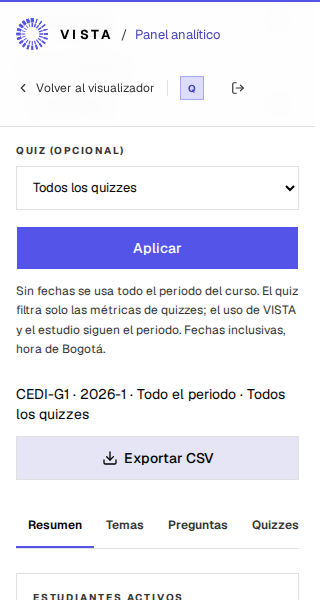 VISTA / Panel analítico
Volver al visualizador Q
QUIZ (OPCIONAL)
Todos los quizzes
Aplicar
Sin fechas se usa todo el periodo del curso. El quiz
filtra solo las métricas de quizzes; el uso de VISTA
y el estudio siguen el periodo. Fechas inclusivas,
hora de Bogotá.
CEDI-G1 · 2026-1 · Todo el periodo · Todos
los quizzes
Exportar CSV
Resumen Temas Preguntas Quizzes
ESTUDIANTES ACTIVOS